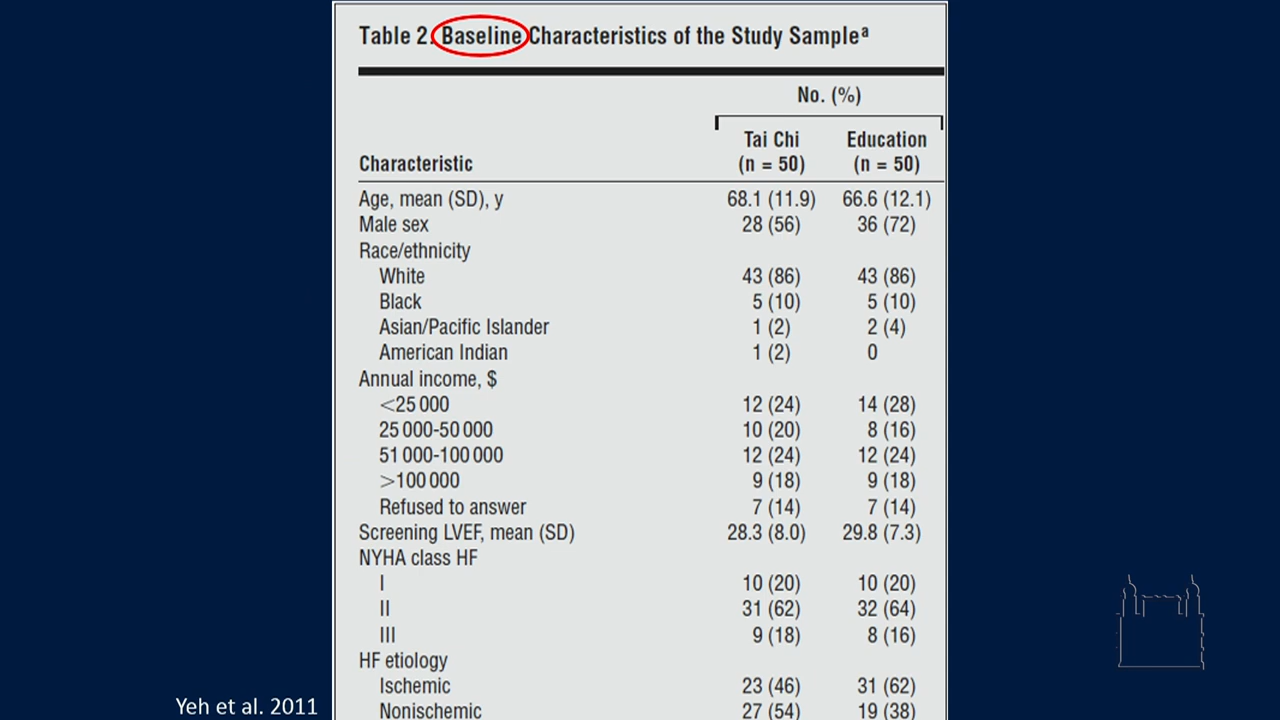 Table 2. Baseline Characteristics of the Study Sampleᵃ
No. (%)
Tai Chi Education
Characteristic (n = 50) (n = 50)
Age, mean (SD), y 68.1 (11.9) 66.6 (12.1)
Male sex 28 (56) 36 (72)
Race/ethnicity
White 43 (86) 43 (86)
Black 5 (10) 5 (10)
Asian/Pacific Islander 1 (2) 2 (4)
American Indian 1 (2) 0
Annual income, $
<25 000 12 (24) 14 (28)
25 000-50 000 10 (20) 8 (16)
51 000-100 000 12 (24) 12 (24)
>100 000 9 (18) 9 (18)
Refused to answer 7 (14) 7 (14)
Screening LVEF, mean (SD) 28.3 (8.0) 29.8 (7.3)
NYHA class HF
I 10 (20) 10 (20)
II 31 (62) 32 (64)
III 9 (18) 8 (16)
HF etiology
Ischemic 23 (46) 31 (62)
Nonischemic 27 (54) 19 (38)
Yeh et al. 2011